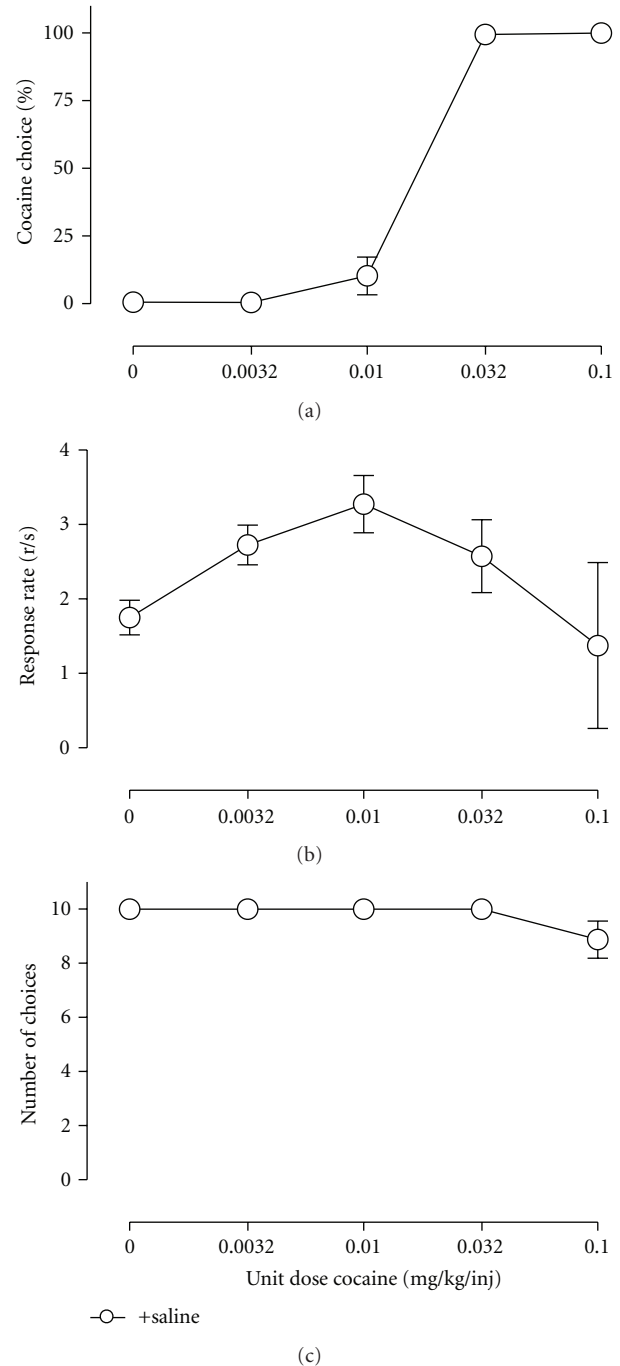 100
75
50
25
0
Cocaine choice (%)
0 0.0032 0.01 0.032 0.1
(a)
4
3
2
1
0
Response rate (r/s)
0 0.0032 0.01 0.032 0.1
(b)
10
8
6
4
2
0
Number of choices
0 0.0032 0.01 0.032 0.1
Unit dose cocaine (mg/kg/inj)
+saline
(c)